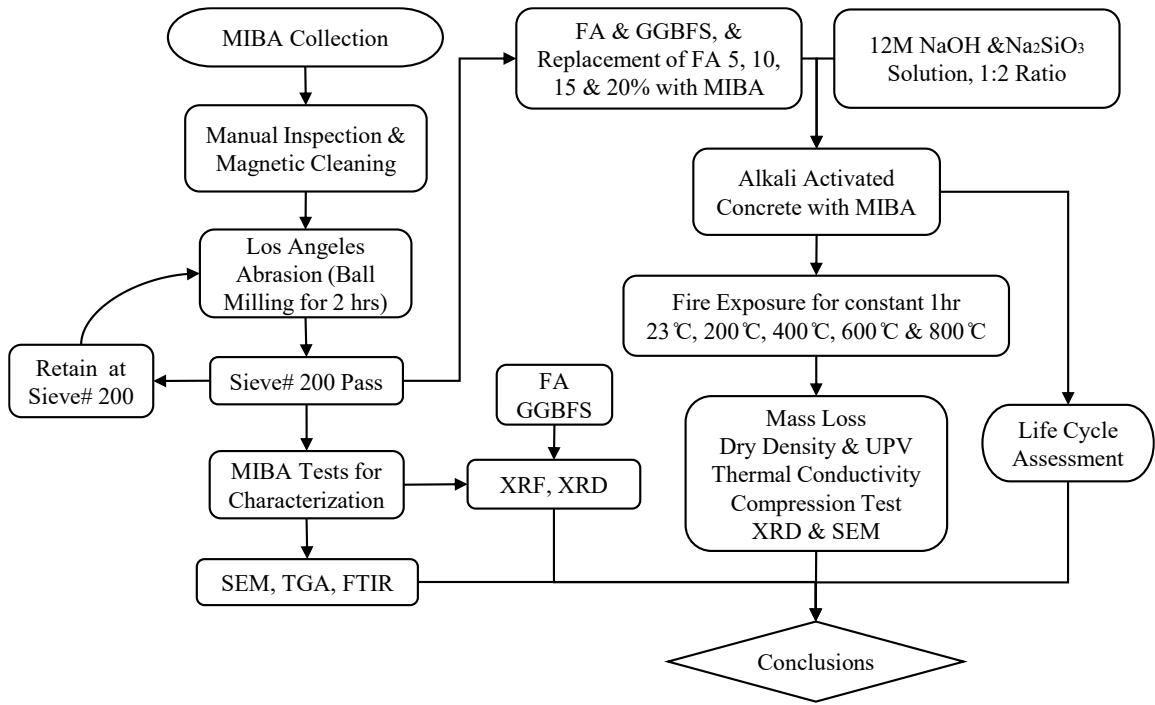 MIBA Collection
Manual Inspection &
Magnetic Cleaning
Los Angeles
Abrasion (Ball
Milling for 2 hrs)
Retain at
Sieve# 200
Sieve# 200 Pass
MIBA Tests for
Characterization
SEM, TGA, FTIR
FA
GGBFS
XRF, XRD
FA & GGBFS, &
Replacement of FA 5, 10,
15 & 20% with MIBA
12M NaOH &Na₂SiO₃
Solution, 1:2 Ratio
Alkali Activated
Concrete with MIBA
Fire Exposure for constant 1hr
23℃, 200℃, 400℃, 600℃ & 800℃
Mass Loss
Dry Density & UPV
Thermal Conductivity
Compression Test
XRD & SEM
Life Cycle
Assessment
Conclusions